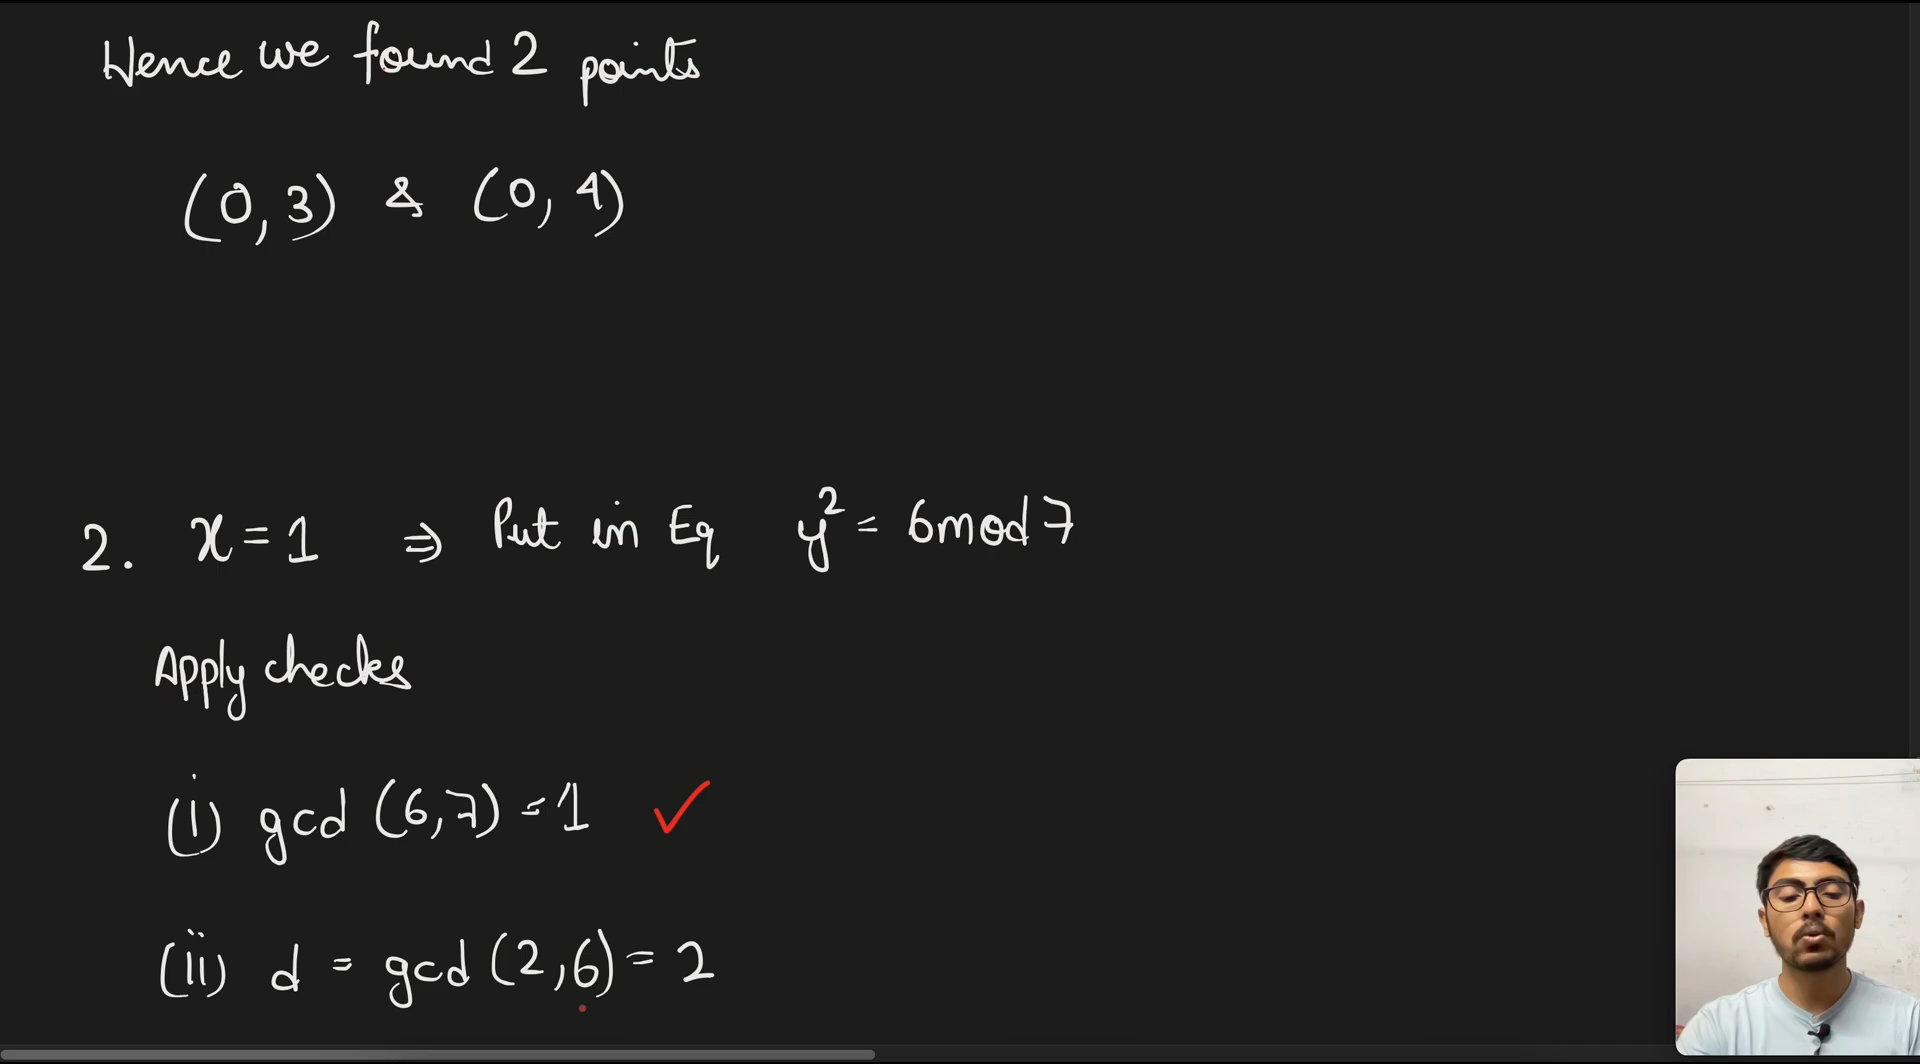 Hence we found 2 points
(0, 3) & (0, 4)
2. x = 1 ⇒ Put in Eq y² = 6 mod 7
Apply checks
(i) gcd (6, 7) = 1 ✓
(ii) d = gcd (2, 6) = 2